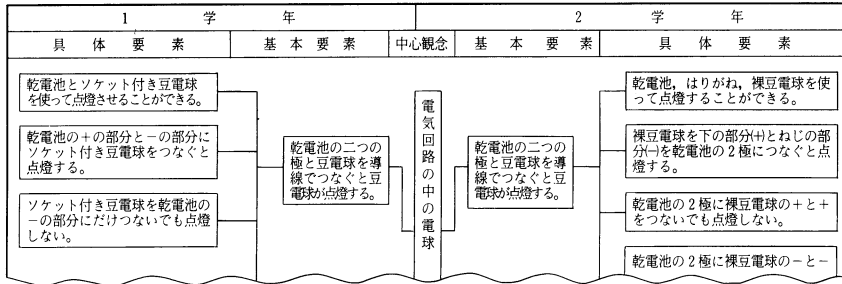 1 学 年
2 学 年
具 体 要 素
基 本 要 素
中心観念
基 本 要 素
具 体 要 素
乾電池とソケット付き豆電球
を使って点燈させることができる。
乾電池の+の部分と−の部分に
ソケット付き豆電球をつなぐと
点燈する。
ソケット付き豆電球を乾電池の
−の部分にだけつないでも点燈
しない。
乾電池の二つの
極と豆電球を導
線でつなぐと豆
電球が点燈する。
電気回路の中の電球
乾電池の二つの
極と豆電球を導
線でつなぐと豆
電球が点燈する。
乾電池,はりがね,裸豆電球を使
って点燈することができる。
裸豆電球を下の部分(+)とねじの部
分(−)を乾電池の2極につなぐと点
燈する。
乾電池の2極に裸豆電球の+と+
をつないでも点燈しない。
乾電池の2極に裸豆電球の−と−